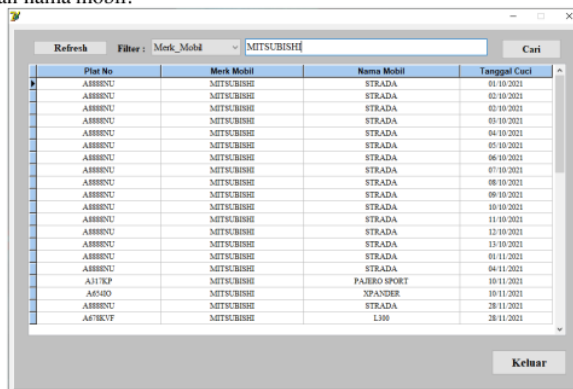 an nama mobil.
Refresh Filter : Merk_Mobil MITSUBISHI Cari
Plat No Merk Mobil Nama Mobil Tanggal Cuci
A8888NU MITSUBISHI STRADA 01/10/2021
A8888NU MITSUBISHI STRADA 02/10/2021
A8888NU MITSUBISHI STRADA 02/10/2021
A8888NU MITSUBISHI STRADA 03/10/2021
A8888NU MITSUBISHI STRADA 04/10/2021
A8888NU MITSUBISHI STRADA 05/10/2021
A8888NU MITSUBISHI STRADA 06/10/2021
A8888NU MITSUBISHI STRADA 07/10/2021
A8888NU MITSUBISHI STRADA 08/10/2021
A8888NU MITSUBISHI STRADA 09/10/2021
A8888NU MITSUBISHI STRADA 10/10/2021
A8888NU MITSUBISHI STRADA 11/10/2021
A8888NU MITSUBISHI STRADA 12/10/2021
A8888NU MITSUBISHI STRADA 13/10/2021
A8888NU MITSUBISHI STRADA 01/11/2021
A8888NU MITSUBISHI STRADA 04/11/2021
A317KP MITSUBISHI PAJERO SPORT 10/11/2021
MITSUBISHI XPANDER 10/11/2021
A8888NU MITSUBISHI STRADA 28/11/2021
A678KVF MITSUBISHI L300 28/11/2021
Keluar